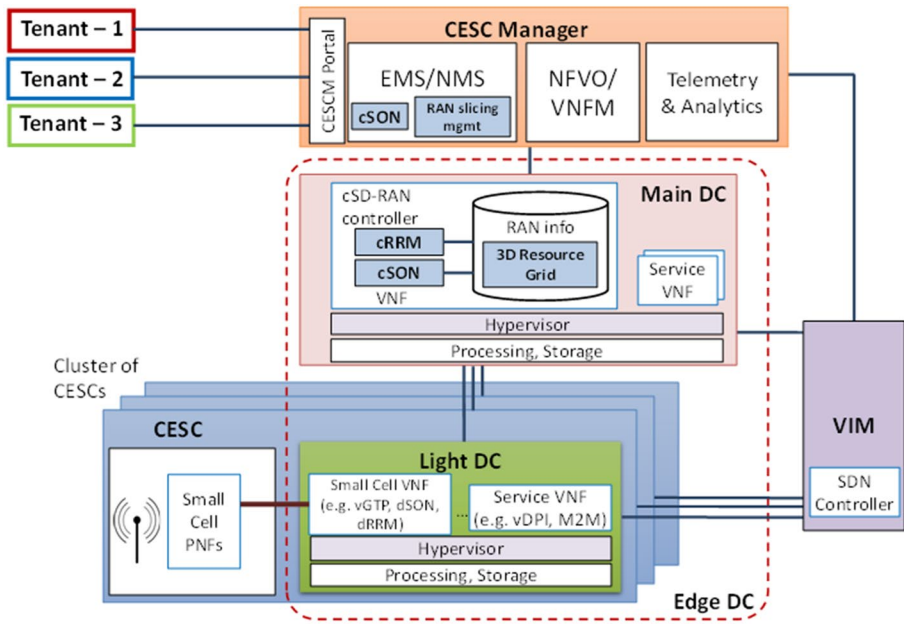 Tenant – 1
Tenant – 2
Tenant – 3
CESC Manager
CESCM Portal
EMS/NMS
cSON
RAN slicing
mgmt
NFVO/
VNFM
Telemetry
& Analytics
Main DC
cSD-RAN
controller
cRRM
cSON
VNF
RAN info
3D Resource
Grid
Service
VNF
Hypervisor
Processing, Storage
Cluster of
CESCs
CESC
Small
Cell
PNFs
Light DC
Small Cell VNF
(e.g. vGTP, dSON,
dRRM)
...
Service VNF
(e.g. vDPI, M2M)
Hypervisor
Processing, Storage
Edge DC
VIM
SDN
Controller